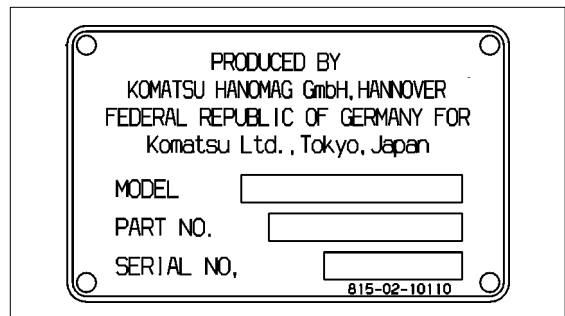 PRODUCED BY
KOMATSU HANOMAG GmbH, HANNOVER
FEDERAL REPUBLIC OF GERMANY FOR
Komatsu Ltd., Tokyo, Japan
MODEL
PART NO.
SERIAL NO,
815-02-10110